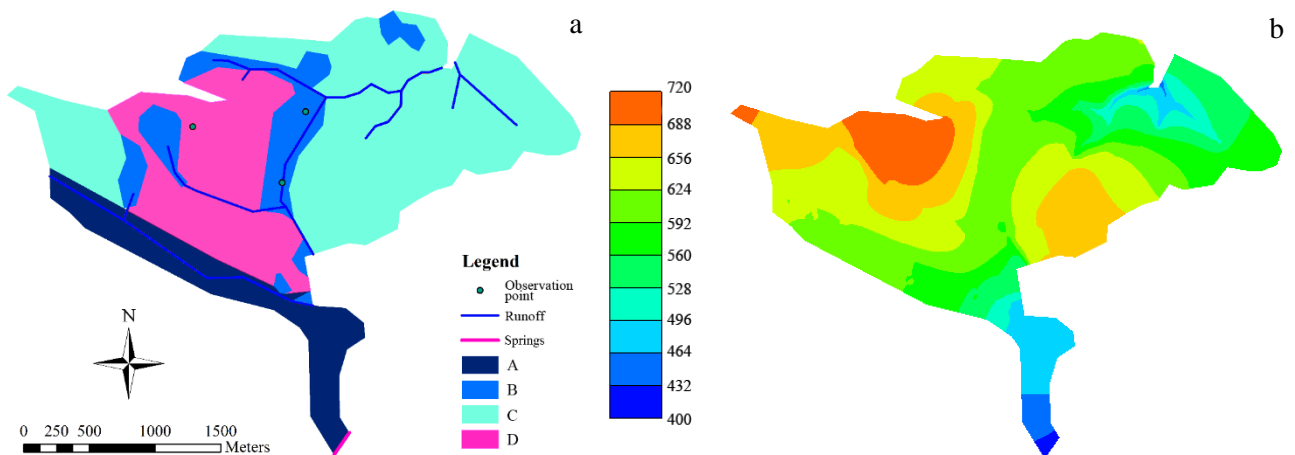 a
b
Legend
Observation
point
Runoff
Springs
A
B
C
D
N
0 250 500 1000 1500
Meters
720
688
656
624
592
560
528
496
464
432
400